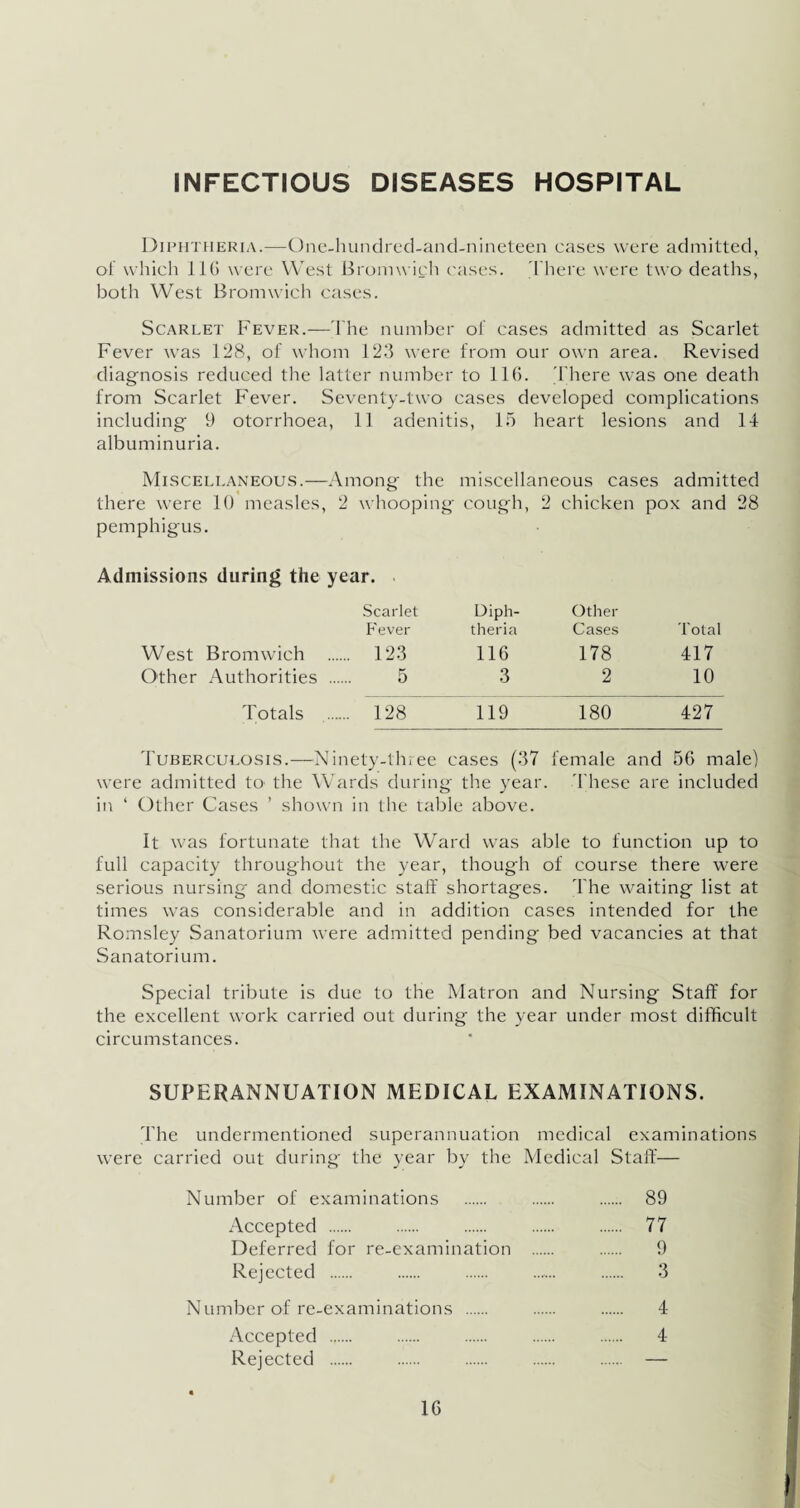 INFECTIOUS DISEASES HOSPITAL
Diphtheria.—One-hundred-and-nineteen cases were admitted,
of which 116 were West Bromwich cases. There were two deaths,
both West Bromwich cases.
Scarlet Fever.—The number of cases admitted as Scarlet
Fever was 128, of whom 123 were from our own area. Revised
diagnosis reduced the latter number to 116. There was one death
from Scarlet Fever. Seventy-two cases developed complications
including 9 otorrhoea, 11 adenitis, 15 heart lesions and 14
albuminuria.
Miscellaneous.—Among the miscellaneous cases admitted
there were 10 measles, 2 whooping cough, 2 chicken pox and 28
pemphigus.
Admissions during the year.
Scarlet Diph- Other
Fever theria Cases Total
West Bromwich ...... 123 116 178 417
Other Authorities ...... 5 3 2 10
Totals ...... 128 119 180 427
Tuberculosis.—Ninety-three cases (37 female and 56 male)
were admitted to the Wards during the year. These are included
in ‘ Other Cases ’ shown in the table above.
It was fortunate that the Ward was able to function up to
full capacity throughout the year, though of course there were
serious nursing and domestic staff shortages. The waiting list at
times was considerable and in addition cases intended for the
Romsley Sanatorium were admitted pending bed vacancies at that
Sanatorium.
Special tribute is due to the Matron and Nursing Staff for
the excellent work carried out during the year under most difficult
circumstances.
SUPERANNUATION MEDICAL EXAMINATIONS.
The undermentioned superannuation medical examinations
were carried out during the year by the Medical Staff—
Number of examinations ...... ...... ...... 89
Accepted ...... ...... ...... ...... ...... 77
Deferred for re-examination ...... ...... 9
Rejected ...... ...... ...... ...... ...... 3
Number of re-examinations ...... ...... ...... 4
Accepted ...... ...... ...... ...... ...... 4
Rejected ...... ...... ...... ...... ...... —
16